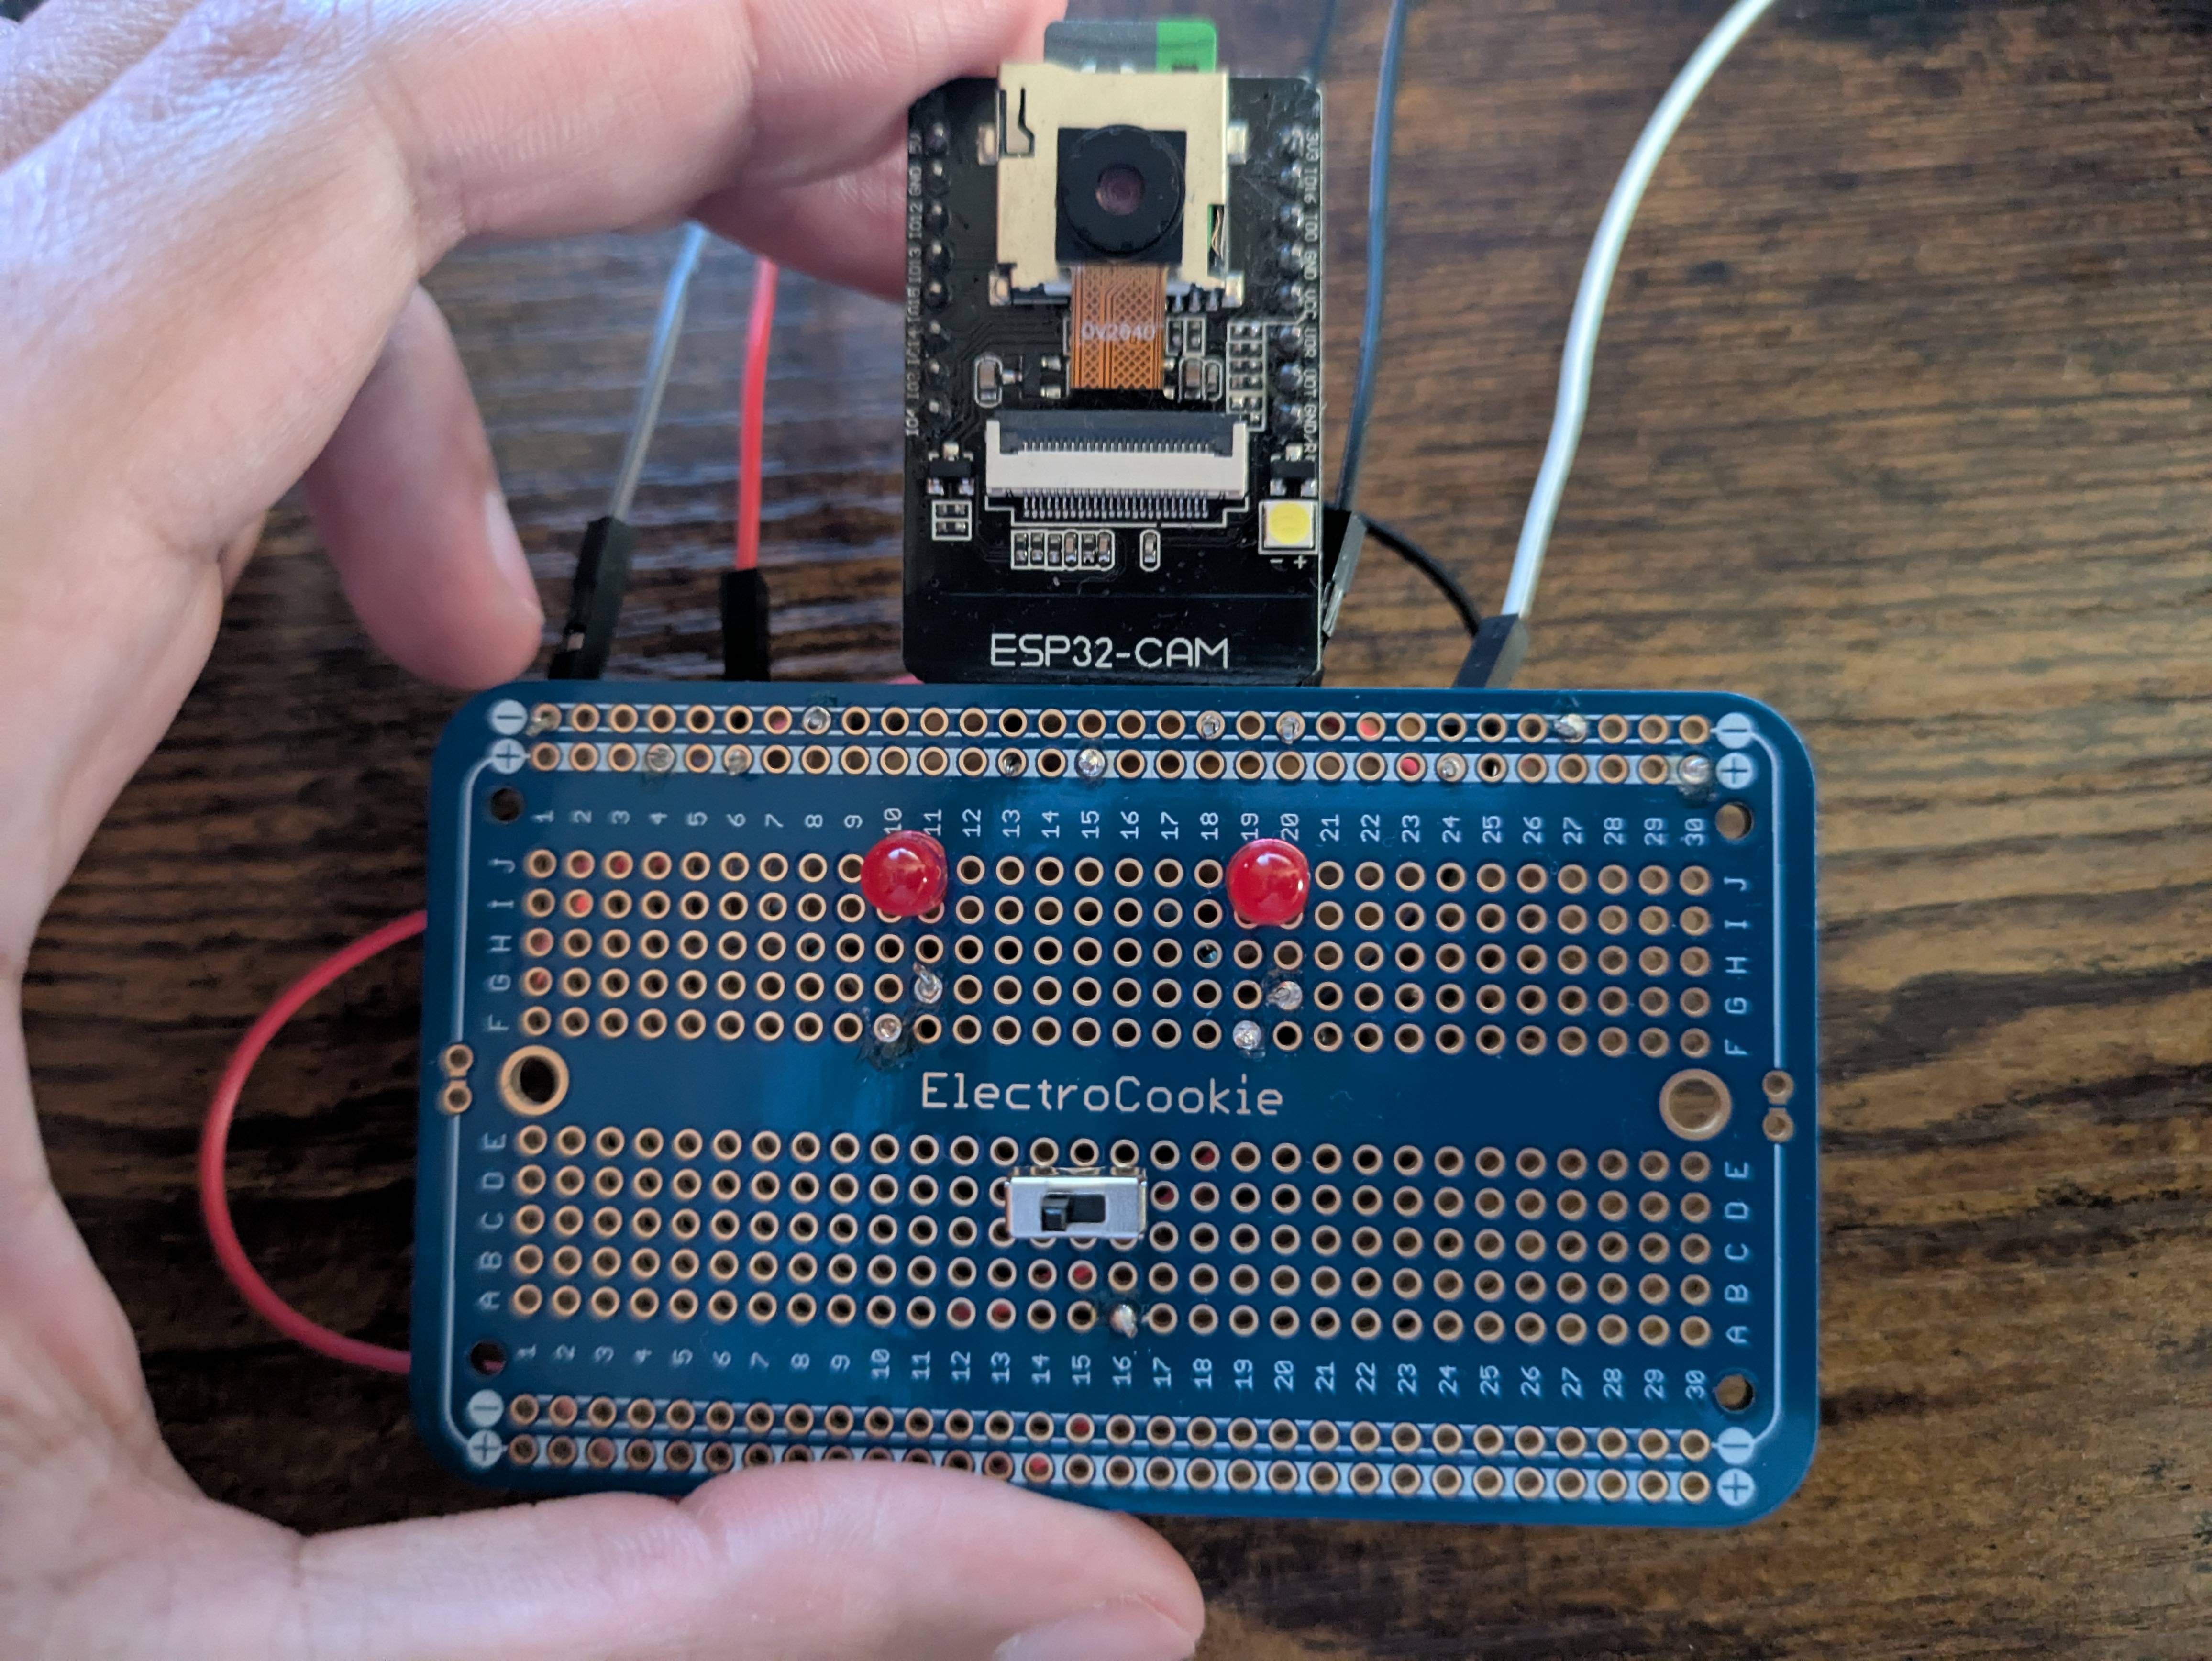 5V GND IO12 IO13 IO15 IO14 IO2 IO4
3V3 IO16 IO0 GND VCC UOR UOT GND/R1
OV2640
- +
ESP32-CAM
− −
+ +
1 2 3 4 5 6 7 8 9 10 11 12 13 14 15 16 17 18 19 20 21 22 23 24 25 26 27 28 29 30
J J
I I
H H
G G
F F
ElectroCookie
E E
D D
C C
B B
A A
1 2 3 4 5 6 7 8 9 10 11 12 13 14 15 16 17 18 19 20 21 22 23 24 25 26 27 28 29 30
− −
+ +